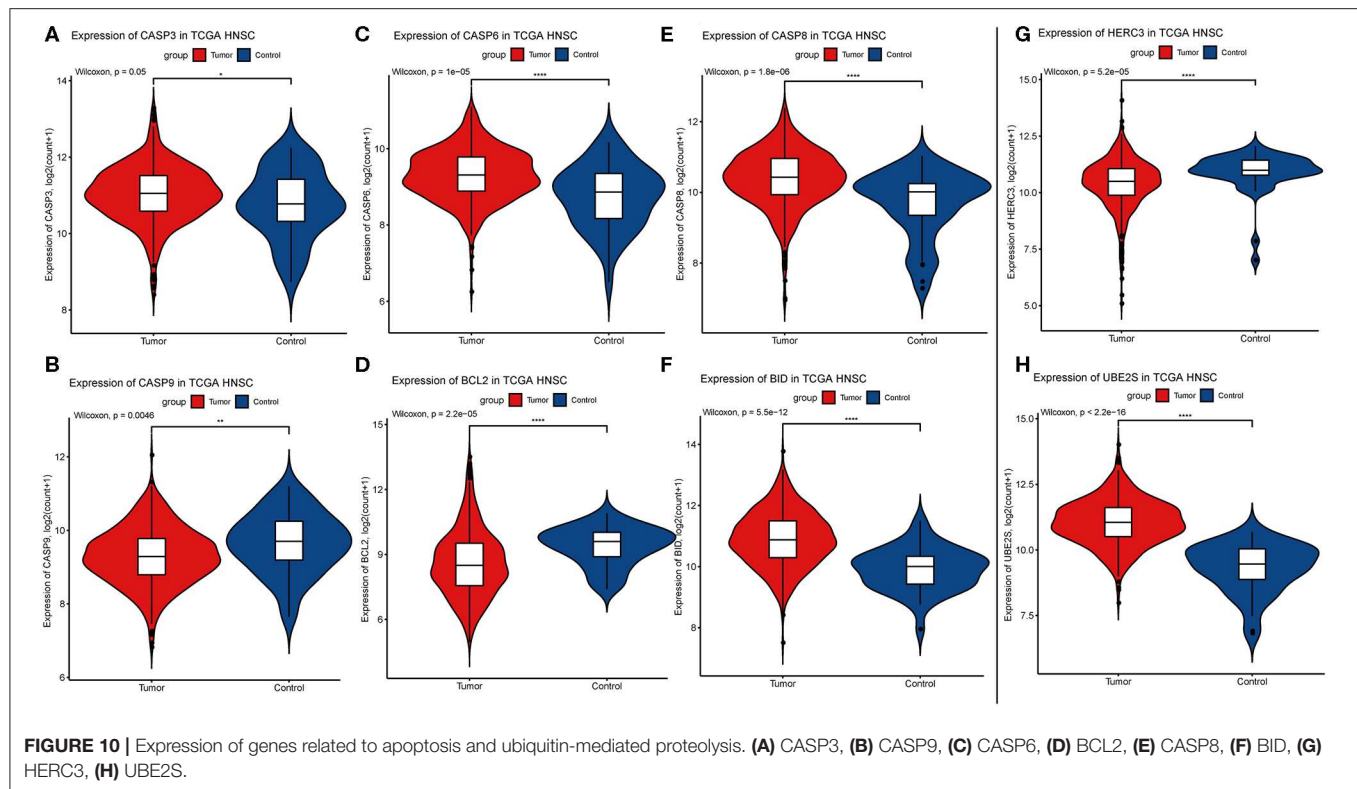 A
Expression of CASP3 in TCGA HNSC
group Tumor Control
Wilcoxon, p = 0.05
*
Expression of CASP3, log2(count+1)
14
12
10
8
Tumor
Control
C
Expression of CASP6 in TCGA HNSC
group Tumor Control
Wilcoxon, p = 1e-05
****
Expression of CASP6, log2(count+1)
10
8
6
Tumor
Control
E
Expression of CASP8 in TCGA HNSC
group Tumor Control
Wilcoxon, p = 1.8e-06
****
Expression of CASP8, log2(count+1)
12
10
8
Tumor
Control
G
Expression of HERC3 in TCGA HNSC
group Tumor Control
Wilcoxon, p = 5.2e-05
****
Expression of HERC3, log2(count+1)
15.0
12.5
10.0
7.5
5.0
Tumor
Control
B
Expression of CASP9 in TCGA HNSC
group Tumor Control
Wilcoxon, p = 0.0046
**
Expression of CASP9, log2(count+1)
12
10
8
6
Tumor
Control
D
Expression of BCL2 in TCGA HNSC
group Tumor Control
Wilcoxon, p = 2.2e-05
****
Expression of BCL2, log2(count+1)
15
12
9
6
Tumor
Control
F
Expression of BID in TCGA HNSC
group Tumor Control
Wilcoxon, p = 5.5e-12
****
Expression of BID, log2(count+1)
14
12
10
8
Tumor
Control
H
Expression of UBE2S in TCGA HNSC
group Tumor Control
Wilcoxon, p < 2.2e-16
****
Expression of UBE2S, log2(count+1)
15.0
12.5
10.0
7.5
Tumor
Control
FIGURE 10 | Expression of genes related to apoptosis and ubiquitin-mediated proteolysis. (A) CASP3, (B) CASP9, (C) CASP6, (D) BCL2, (E) CASP8, (F) BID, (G)
HERC3, (H) UBE2S.